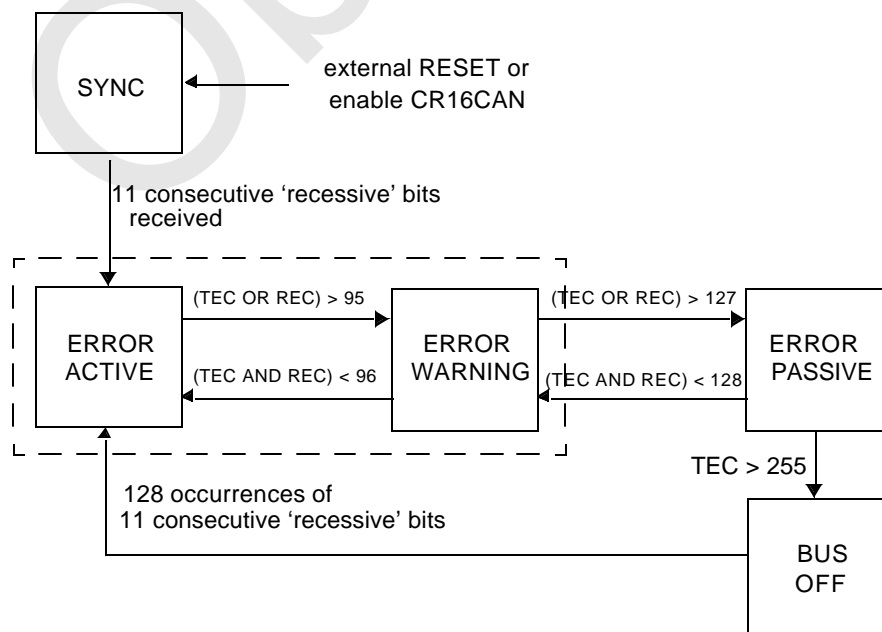 SYNC
external RESET or
enable CR16CAN
11 consecutive ‘recessive’ bits
received
(TEC OR REC) > 95
(TEC OR REC) > 127
ERROR
ACTIVE
ERROR
WARNING
ERROR
PASSIVE
(TEC AND REC) < 96
(TEC AND REC) < 128
TEC > 255
128 occurrences of
11 consecutive ‘recessive’ bits
BUS
OFF